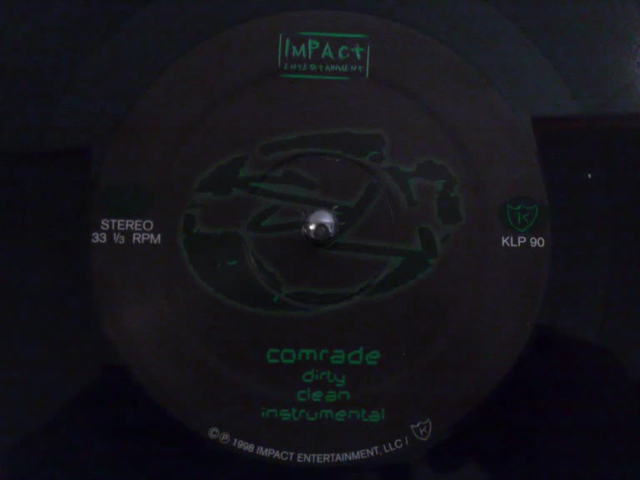 IMPACT
ENTERTAINMENT
STEREO
33 ⅓ RPM
K
KLP 90
comrade
dirty
clean
instrumental
©℗ 1998 IMPACT ENTERTAINMENT, LLC / K